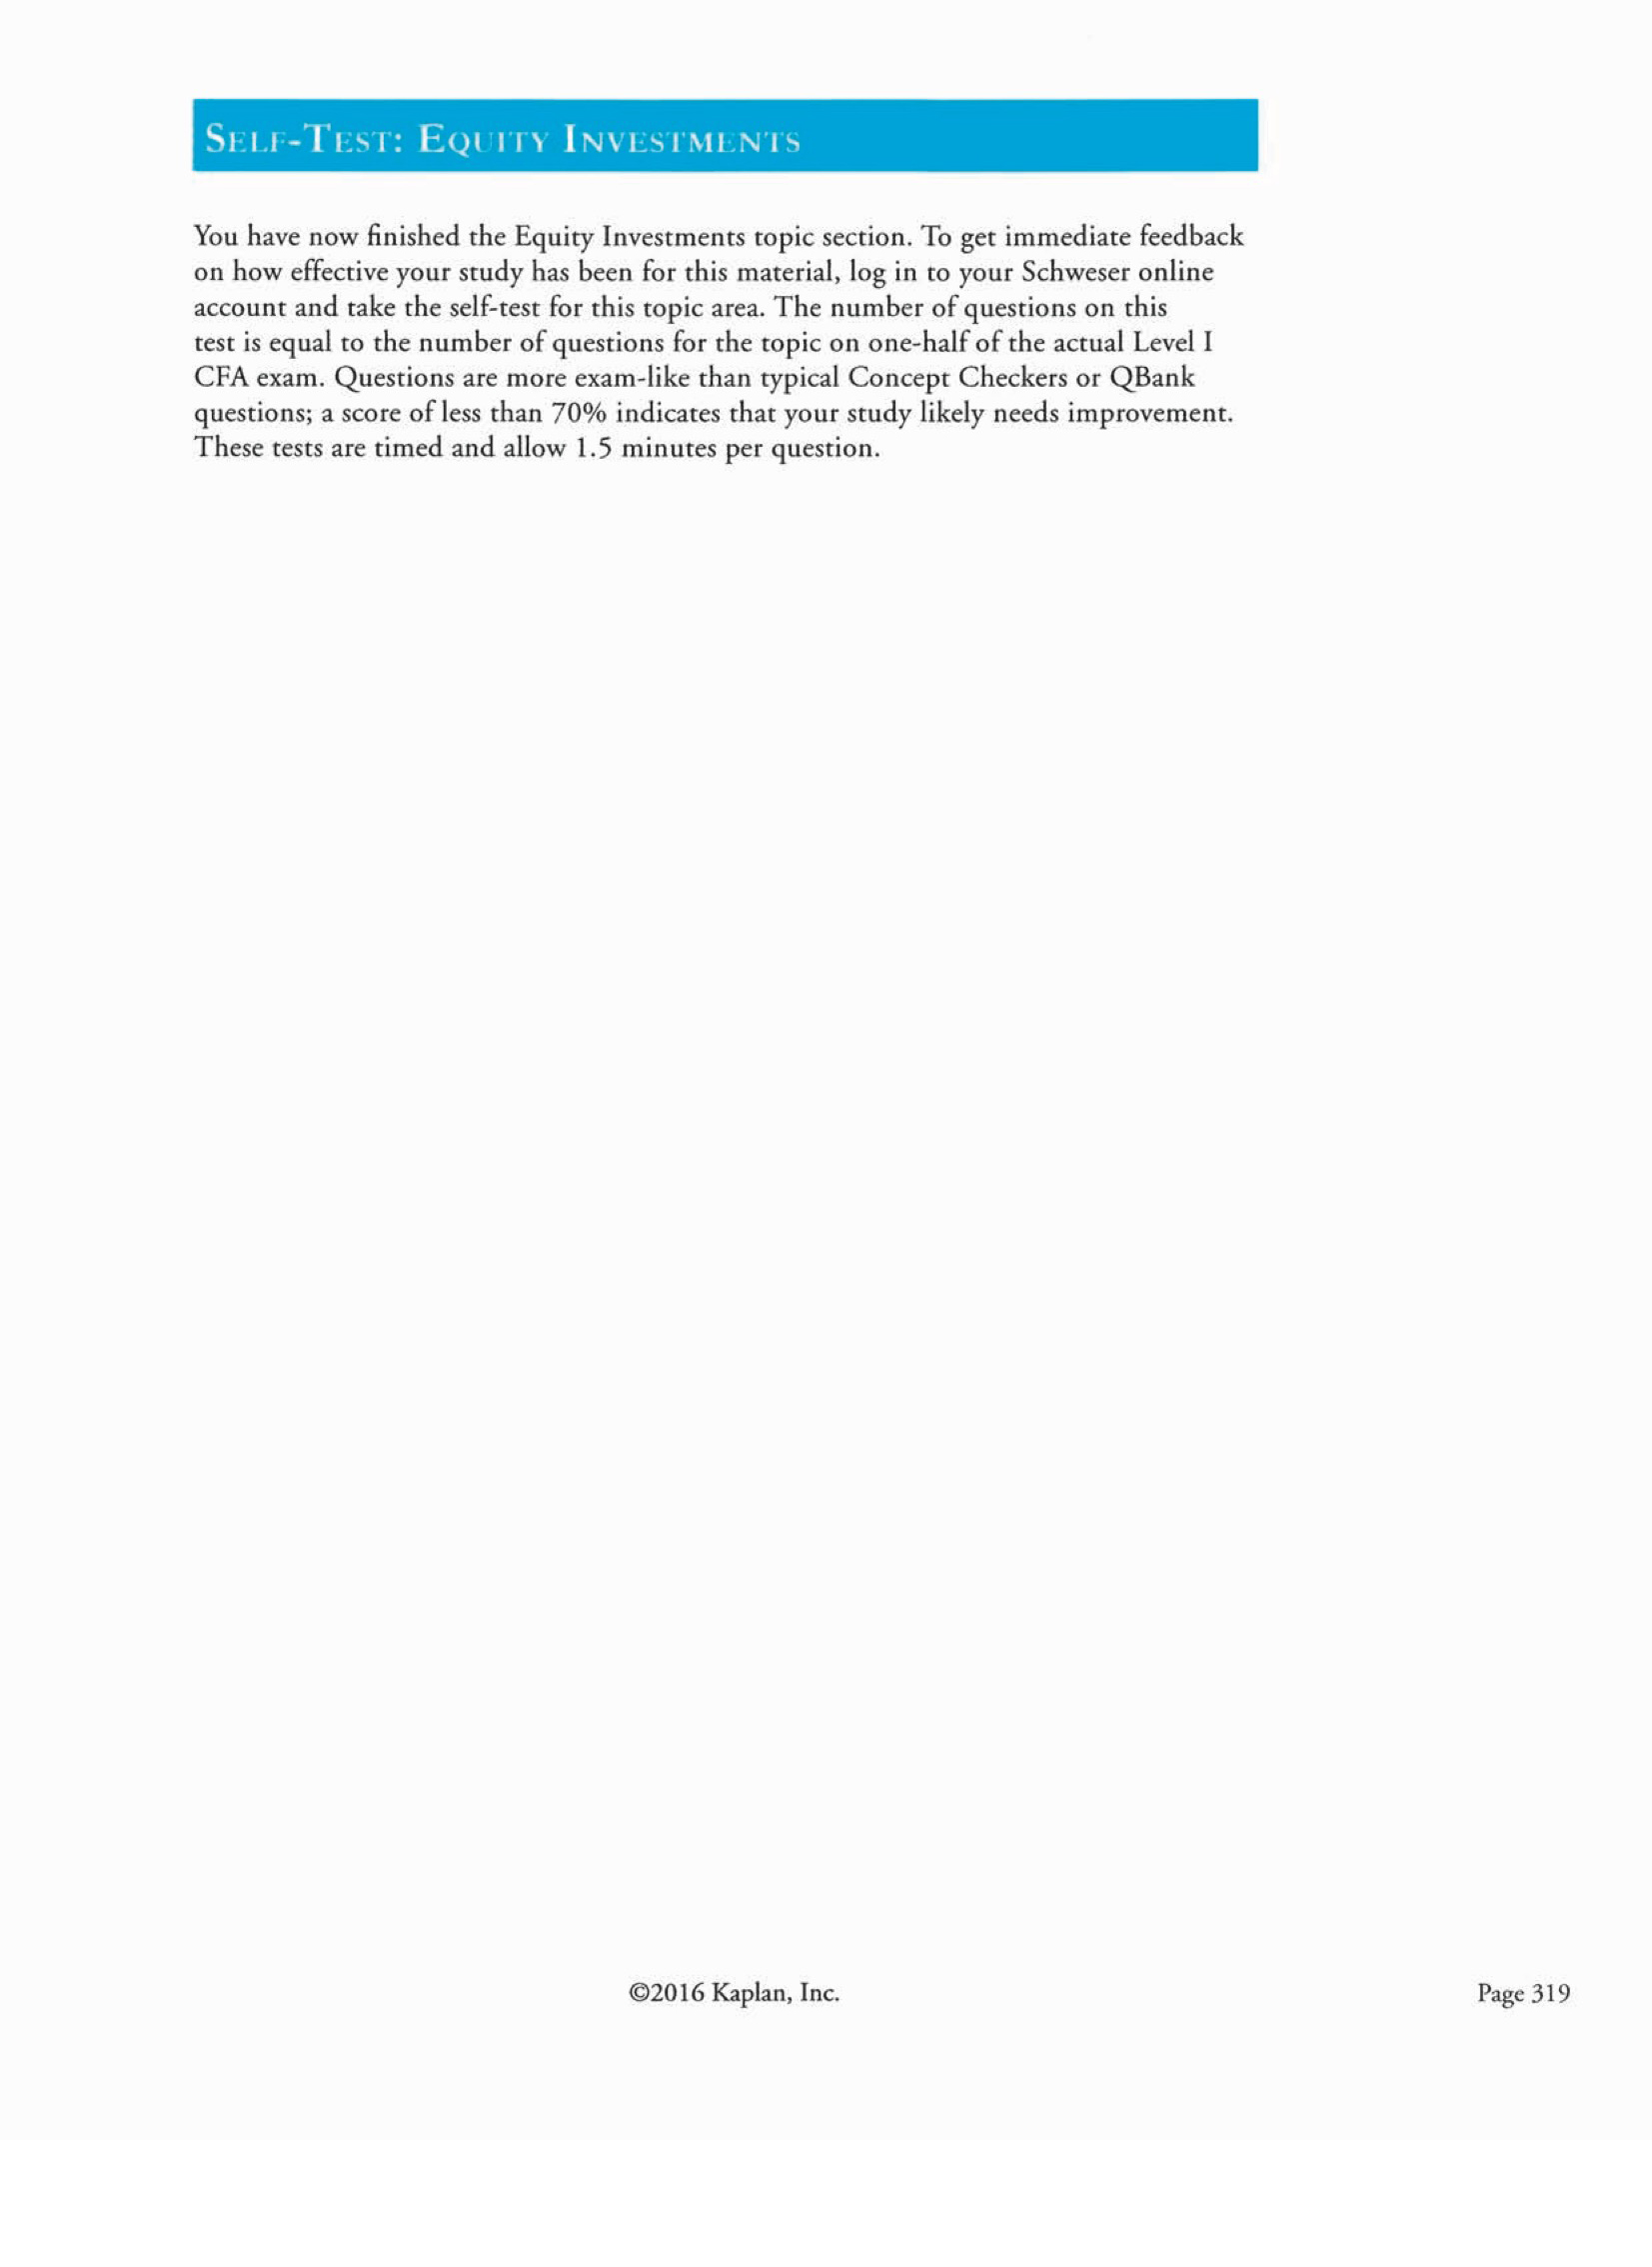 SELF-TEST: EQUITY INVESTMENTS
You have now finished the Equity Investments topic section. To get immediate feedback
on how effective your study has been for this material, log in to your Schweser online
account and take the self-test for this topic area. The number of questions on this
test is equal to the number of questions for the topic on one-half of the actual Level I
CFA exam. Questions are more exam-like than typical Concept Checkers or QBank
questions; a score of less than 70% indicates that your study likely needs improvement.
These tests are timed and allow 1.5 minutes per question.
©2016 Kaplan, Inc.
Page 319